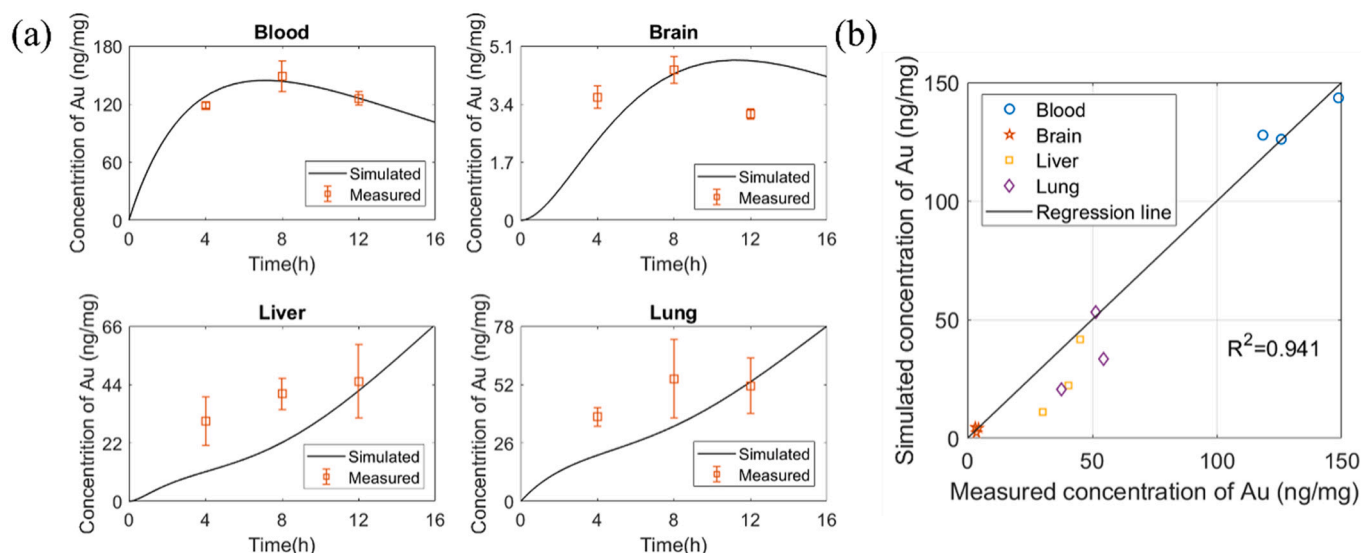 (a)
Blood
Concentrition of Au (ng/mg)
180
120
60
0
Simulated
Measured
0 4 8 12 16
Time(h)
Brain
Concentrition of Au (ng/mg)
5.1
3.4
1.7
0
Simulated
Measured
0 4 8 12 16
Time(h)
Liver
Concentrition of Au (ng/mg)
66
44
22
0
Simulated
Measured
0 4 8 12 16
Time(h)
Lung
Concentrition of Au (ng/mg)
78
52
26
0
Simulated
Measured
0 4 8 12 16
Time(h)
(b)
Simulated concentration of Au (ng/mg)
150
100
50
0
Blood
Brain
Liver
Lung
Regression line
R²=0.941
0 50 100 150
Measured concentration of Au (ng/mg)